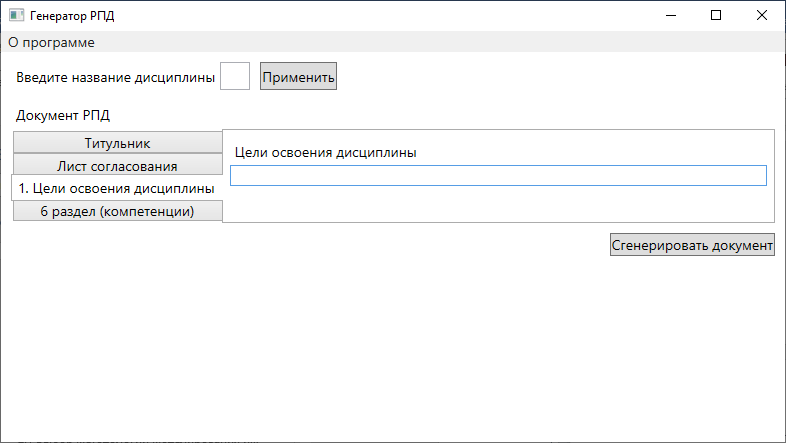 Генератор РПД
О программе
Введите название дисциплины Применить
Документ РПД
Титульник
Лист согласования
1. Цели освоения дисциплины
6 раздел (компетенции)
Цели освоения дисциплины
Сгенерировать документ